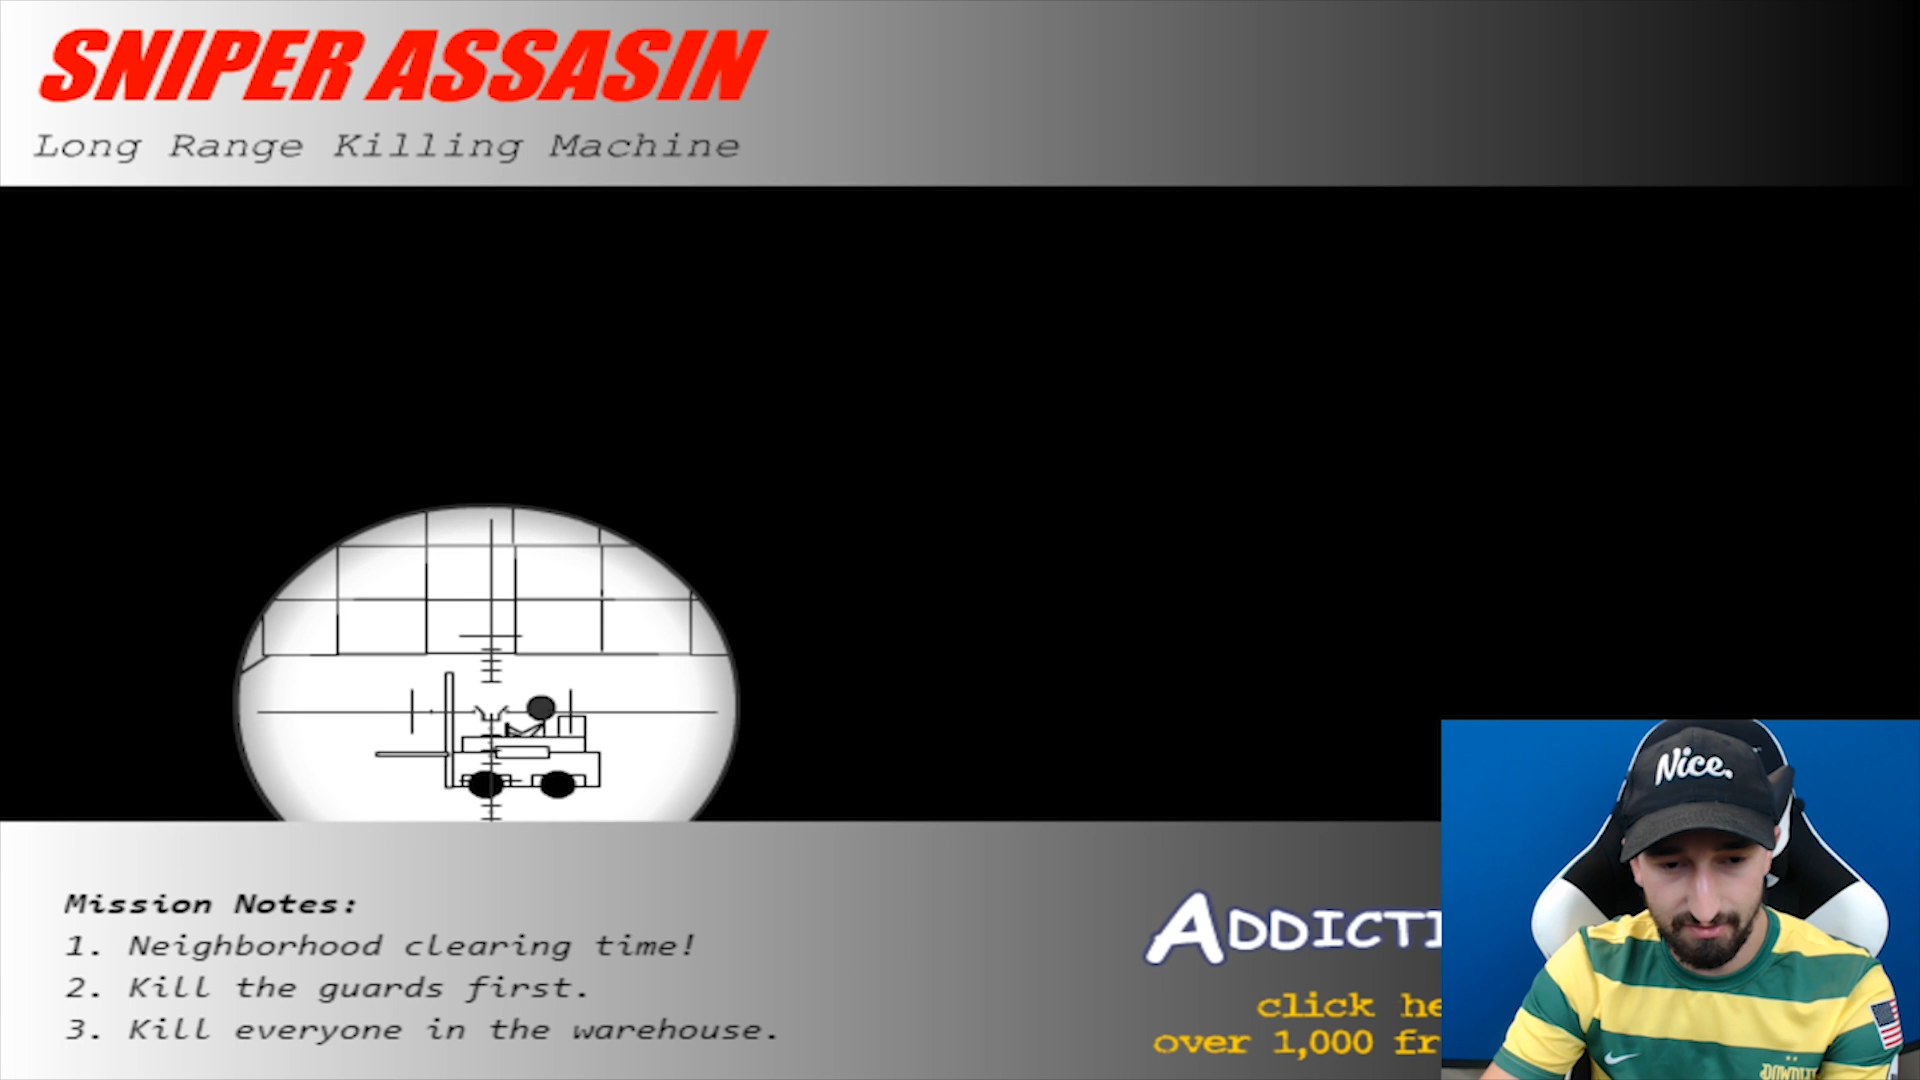 SNIPER ASSASIN
Long Range Killing Machine
Mission Notes:
1. Neighborhood clearing time!
2. Kill the guards first.
3. Kill everyone in the warehouse.
ADDICTI
click he
over 1,000 fr
Nice.